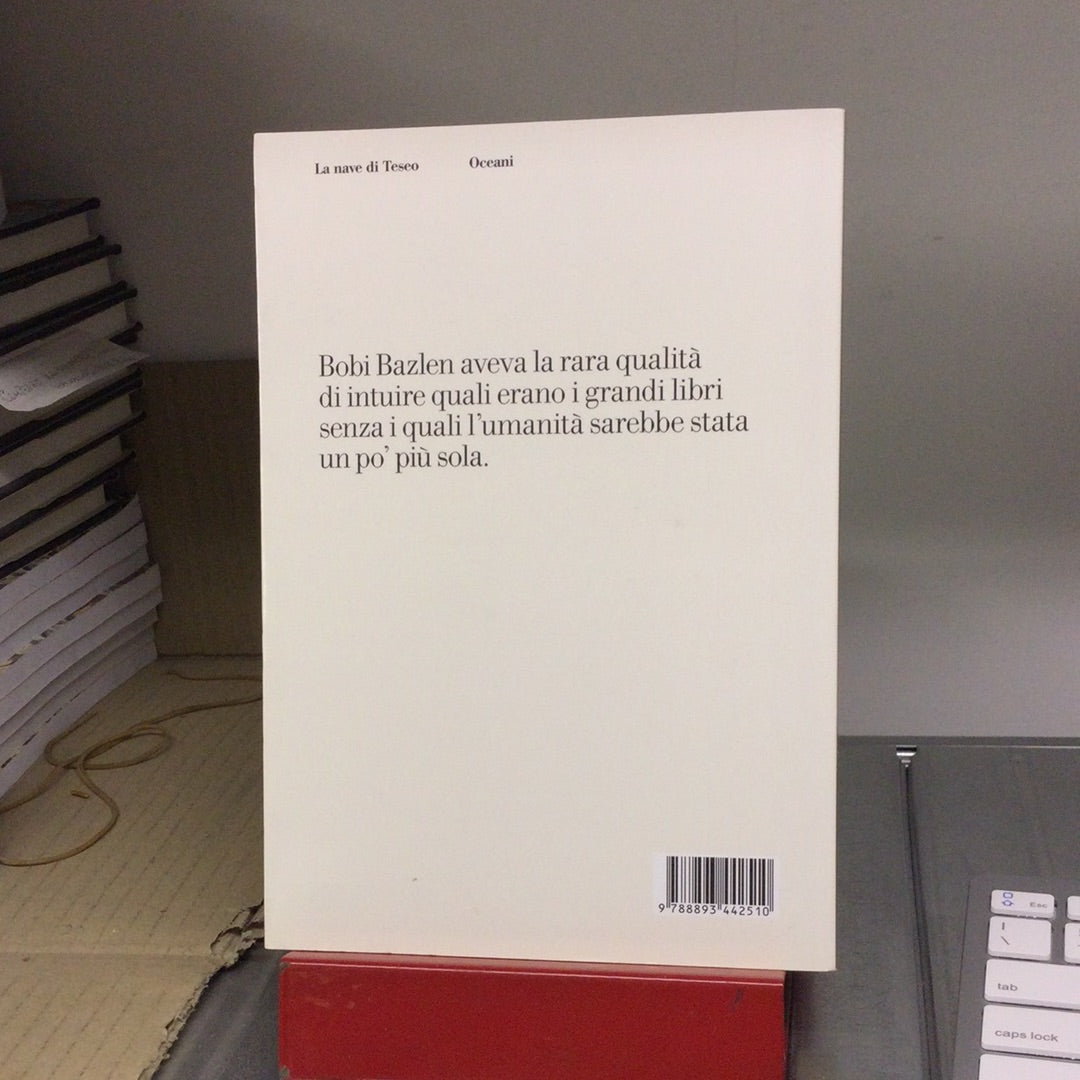 La nave di Teseo Oceani
Bobi Bazlen aveva la rara qualità
di intuire quali erano i grandi libri
senza i quali l'umanità sarebbe stata
un po' più sola.
9 788893 442510
Esc
\
tab
caps lock